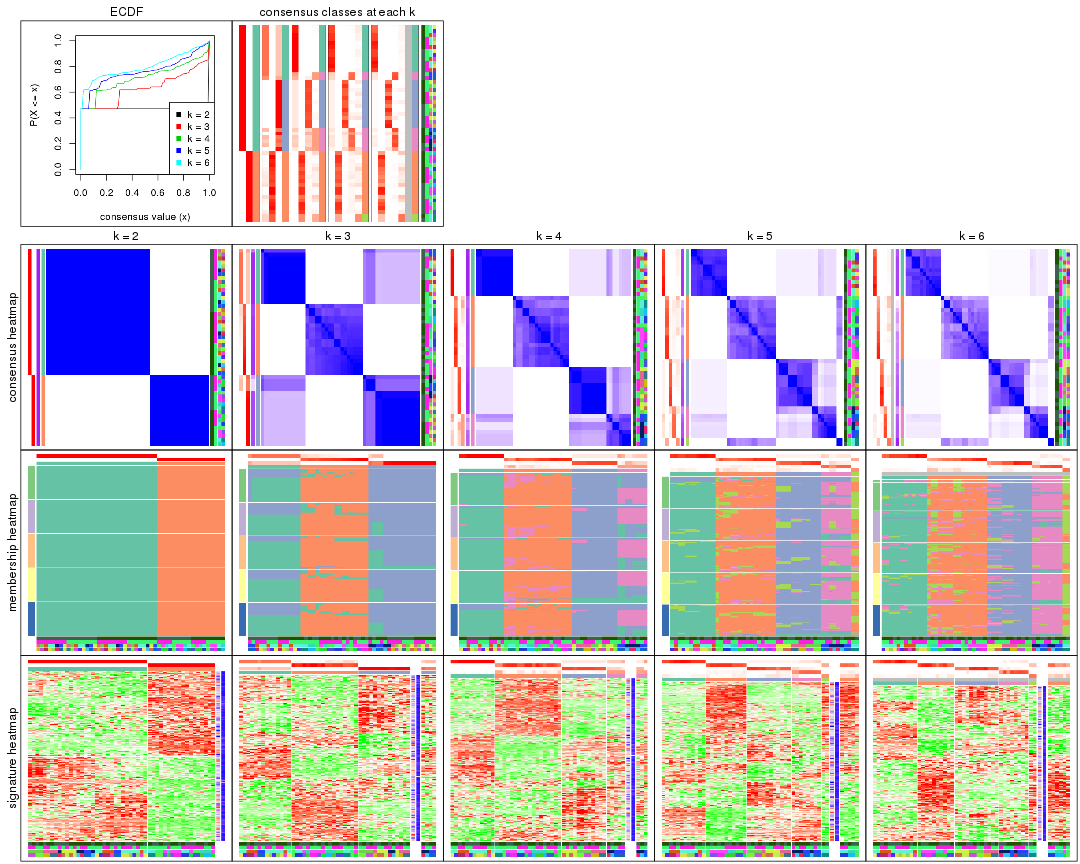 ECDF
consensus classes at each k
P(X <= x)
0.0 0.2 0.4 0.6 0.8 1.0
k = 2
k = 3
k = 4
k = 5
k = 6
0.0 0.2 0.4 0.6 0.8 1.0
consensus value (x)
k = 2
k = 3
k = 4
k = 5
k = 6
consensus heatmap
membership heatmap
signature heatmap